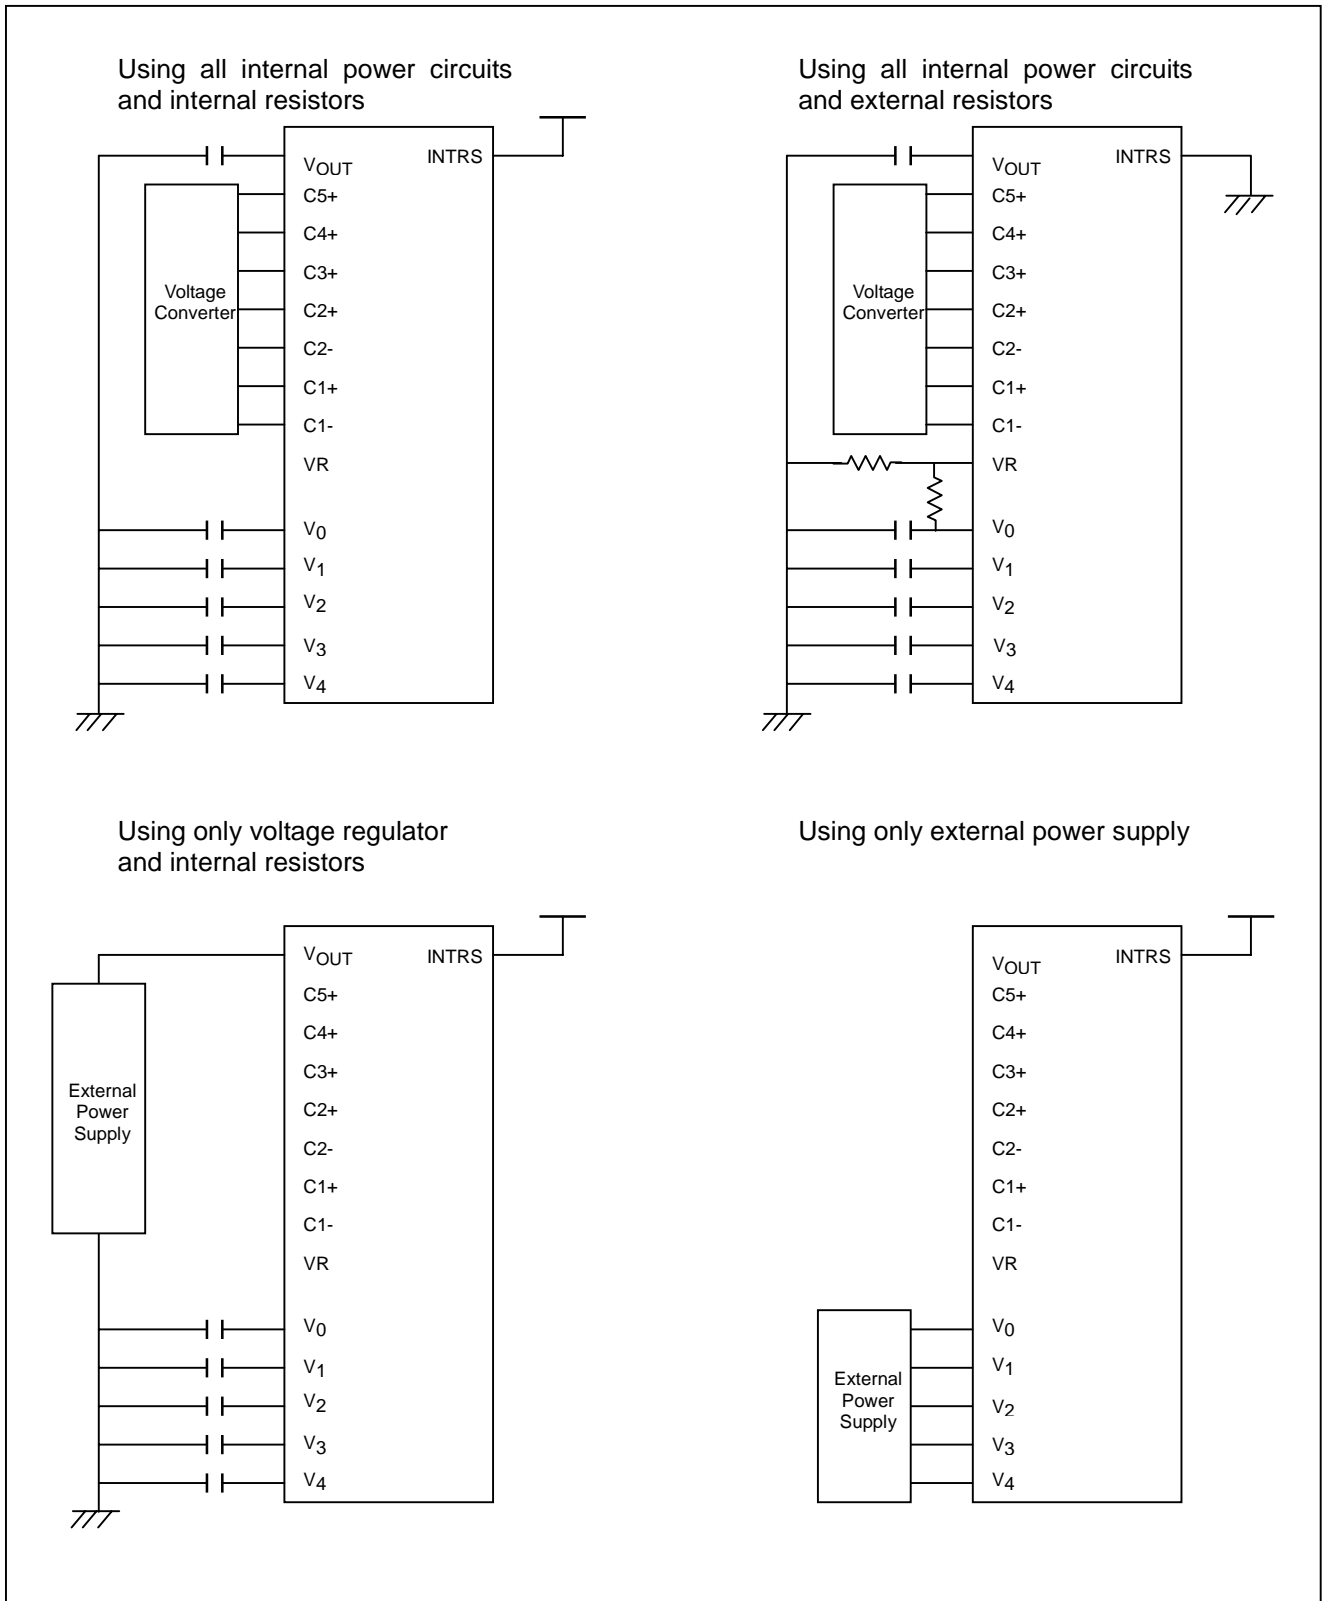 Using all internal power circuits
and internal resistors
VOUT
INTRS
C5+
C4+
C3+
C2+
C2-
C1+
C1-
VR
V0
V1
V2
V3
V4
Voltage
Converter
Using all internal power circuits
and external resistors
VOUT
INTRS
C5+
C4+
C3+
C2+
C2-
C1+
C1-
VR
V0
V1
V2
V3
V4
Voltage
Converter
Using only voltage regulator
and internal resistors
VOUT
INTRS
C5+
C4+
C3+
C2+
C2-
C1+
C1-
VR
V0
V1
V2
V3
V4
External
Power
Supply
Using only external power supply
VOUT
INTRS
C5+
C4+
C3+
C2+
C2-
C1+
C1-
VR
V0
V1
V2
V3
V4
External
Power
Supply